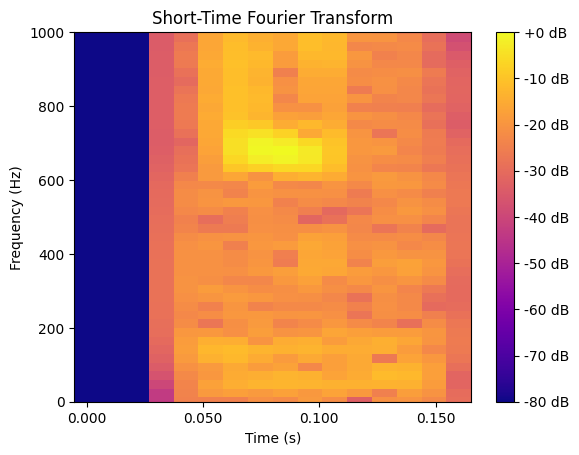 Short-Time Fourier Transform
1000
800
600
400
200
0
Frequency (Hz)
0.000
0.050
0.100
0.150
Time (s)
+0 dB
-10 dB
-20 dB
-30 dB
-40 dB
-50 dB
-60 dB
-70 dB
-80 dB